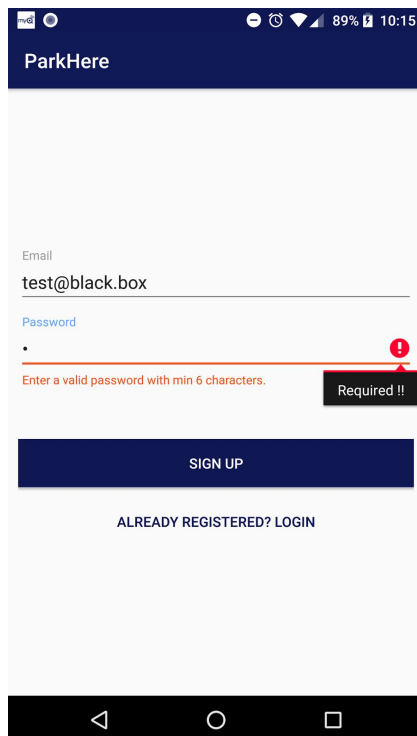 89% 10:15
ParkHere
Email
test@black.box
Password
•
Enter a valid password with min 6 characters.
Required !!
SIGN UP
ALREADY REGISTERED? LOGIN